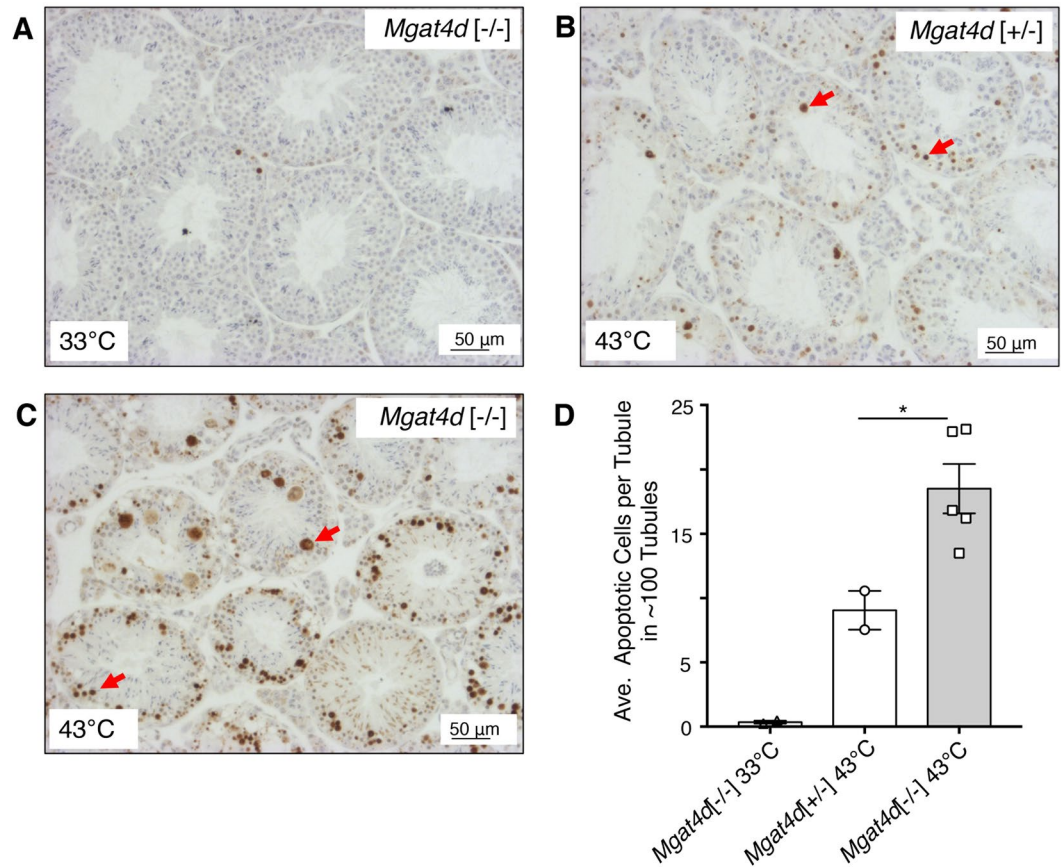 A
Mgat4d [-/-]
33°C
50 µm
B
Mgat4d [+/-]
43°C
50 µm
C
Mgat4d [-/-]
43°C
50 µm
D
Ave. Apoptotic Cells per Tubule
in ~100 Tubules
25
15
5
0
*
Mgat4d[-/-] 33°C
Mgat4d[+/-] 43°C
Mgat4d[-/-] 43°C